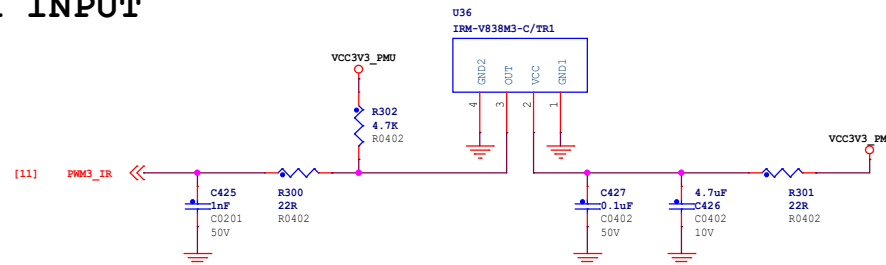 INPUT
U36
IRM-V838M3-C/TR1
GND2
OUT
VCC
GND1
4
3
2
1
VCC3V3_PMU
R302
4.7K
R0402
VCC3V3_PM
[11] PWM3_IR
C425
1nF
C0201
50V
R300
22R
R0402
C427
0.1uF
C0402
50V
4.7uF
C426
C0402
10V
R301
22R
R0402